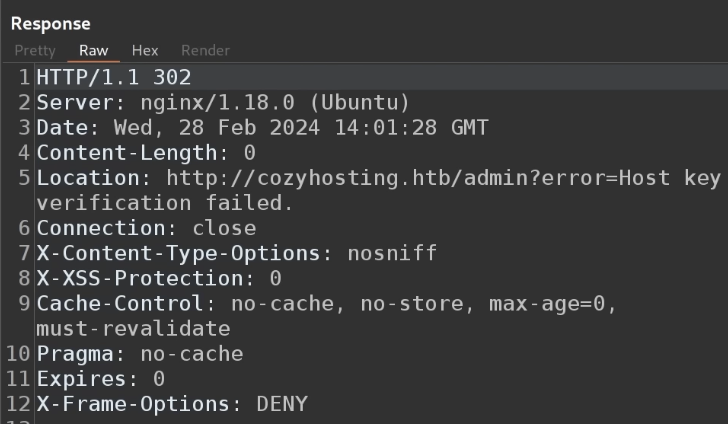 Response
Pretty Raw Hex Render
1 HTTP/1.1 302
2 Server: nginx/1.18.0 (Ubuntu)
3 Date: Wed, 28 Feb 2024 14:01:28 GMT
4 Content-Length: 0
5 Location: http://cozyhosting.htb/admin?error=Host key
verification failed.
6 Connection: close
7 X-Content-Type-Options: nosniff
8 X-XSS-Protection: 0
9 Cache-Control: no-cache, no-store, max-age=0,
must-revalidate
10 Pragma: no-cache
11 Expires: 0
12 X-Frame-Options: DENY